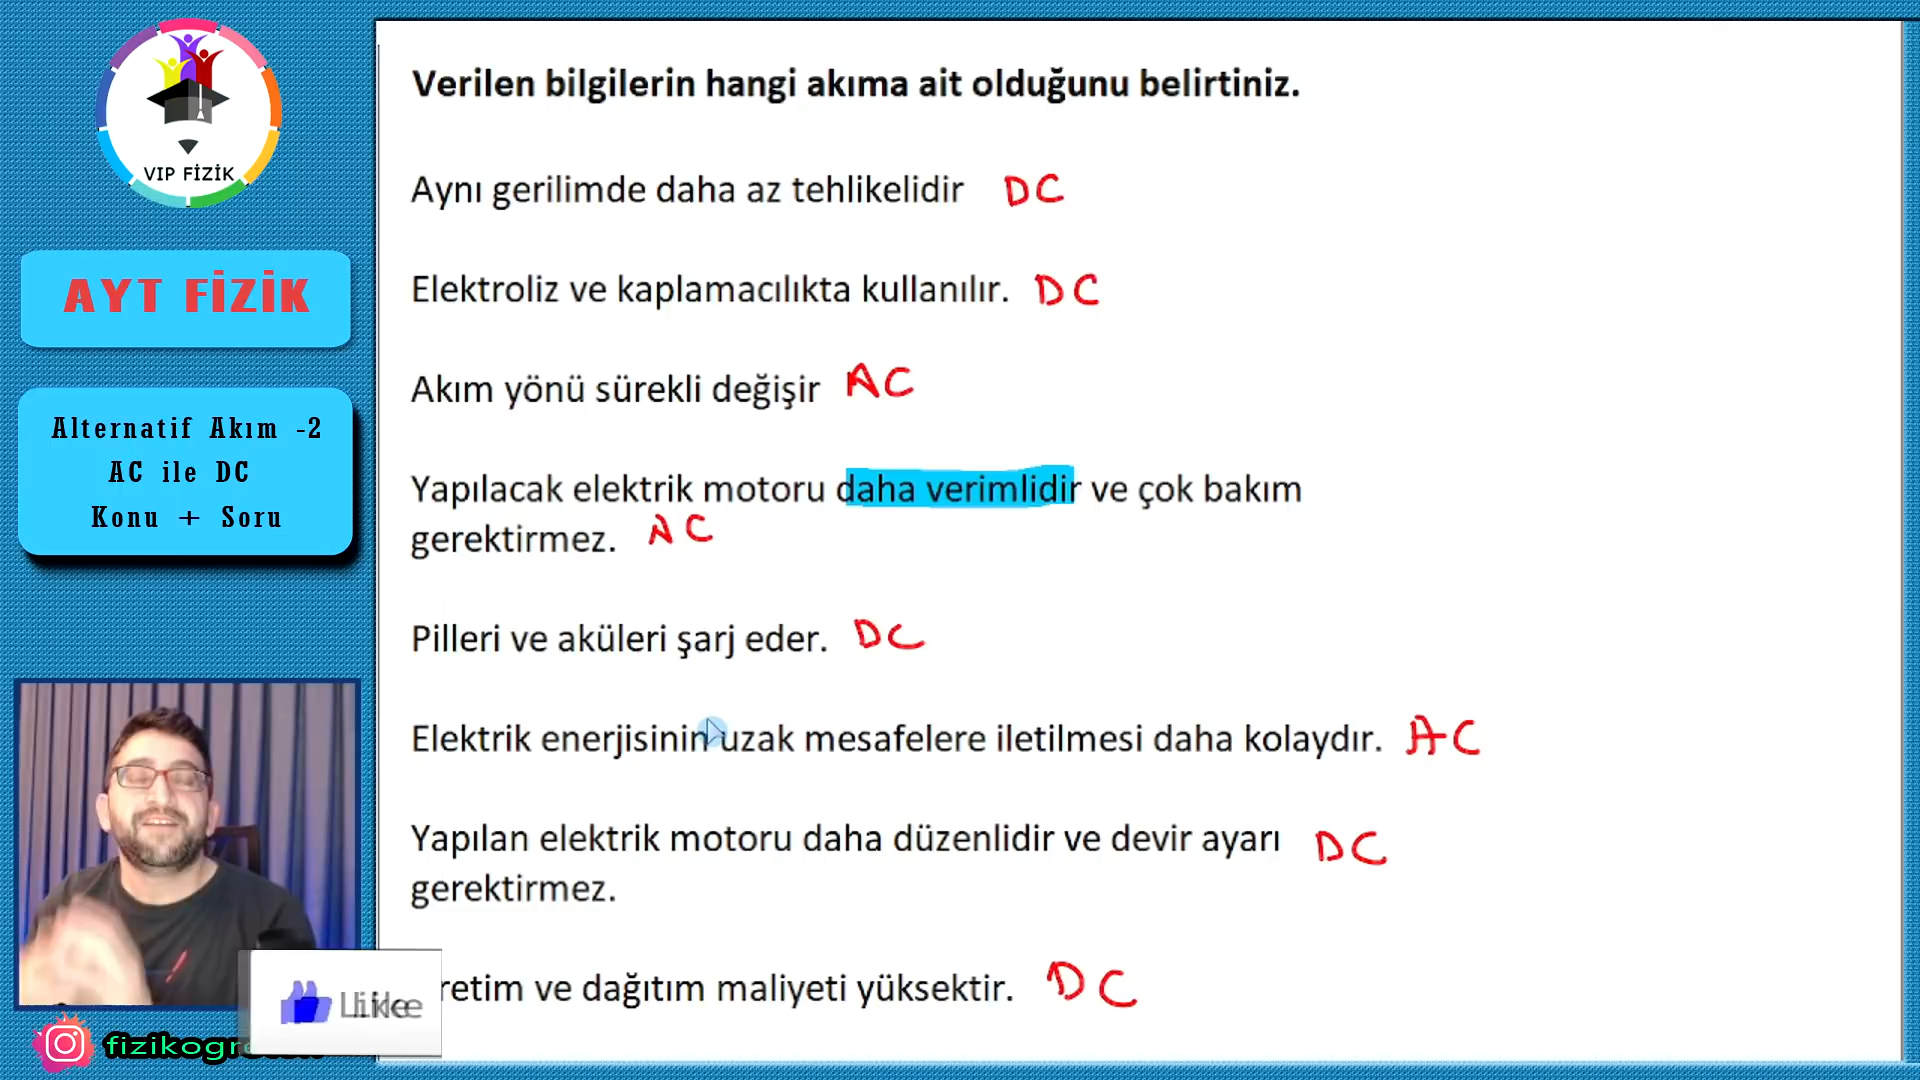 VIP FİZİK
AYT FİZİK
Alternatif Akım -2
AC ile DC
Konu + Soru
Verilen bilgilerin hangi akıma ait olduğunu belirtiniz.
Aynı gerilimde daha az tehlikelidir DC
Elektroliz ve kaplamacılıkta kullanılır. DC
Akım yönü sürekli değişir AC
Yapılacak elektrik motoru daha verimlidir ve çok bakım
gerektirmez. AC
Pilleri ve aküleri şarj eder. DC
Elektrik enerjisinin uzak mesafelere iletilmesi daha kolaydır. AC
Yapılan elektrik motoru daha düzenlidir ve devir ayarı DC
gerektirmez.
retim ve dağıtım maliyeti yüksektir. DC
Like